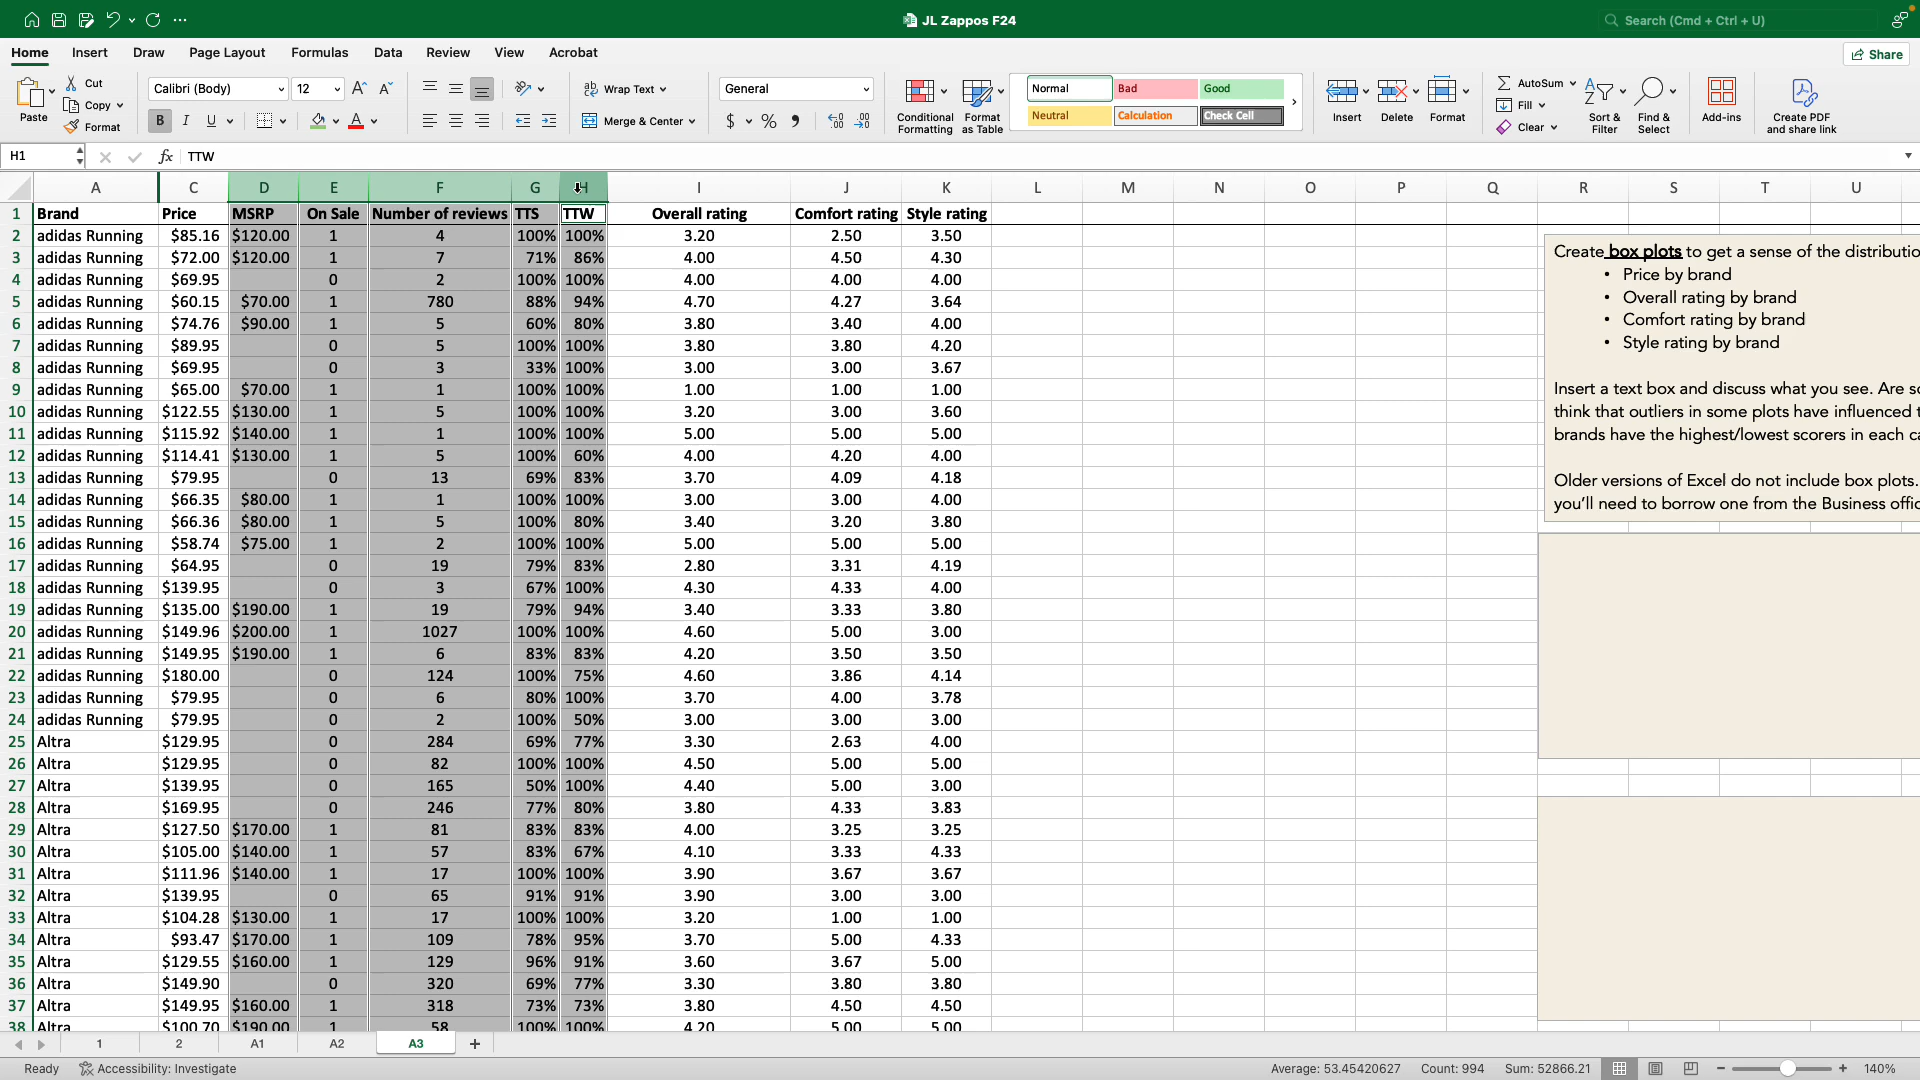 JL Zappos F24
Search (Cmd + Ctrl + U)
Home Insert Draw Page Layout Formulas Data Review View Acrobat
Share
Paste
Cut
Copy
Format
Calibri (Body) 12
B I U
Wrap Text
Merge & Center
General
Conditional Formatting
Format as Table
Normal Bad Good
Neutral Calculation Check Cell
Insert Delete Format
AutoSum
Fill
Clear
Sort & Filter
Find & Select
Add-ins
Create PDF and share link
H1 fx TTW
A C D E F G H I J K L M N O P Q R S T U
1 Brand Price MSRP On Sale Number of reviews TTS TTW Overall rating Comfort rating Style rating
2 adidas Running $85.16 $120.00 1 4 100% 100% 3.20 2.50 3.50
3 adidas Running $72.00 $120.00 1 7 71% 86% 4.00 4.50 4.30
4 adidas Running $69.95 0 2 100% 100% 4.00 4.00 4.00
5 adidas Running $60.15 $70.00 1 780 88% 94% 4.70 4.27 3.64
6 adidas Running $74.76 $90.00 1 5 60% 80% 3.80 3.40 4.00
7 adidas Running $89.95 0 5 100% 100% 3.80 3.80 4.20
8 adidas Running $69.95 0 3 33% 100% 3.00 3.00 3.67
9 adidas Running $65.00 $70.00 1 1 100% 100% 1.00 1.00 1.00
10 adidas Running $122.55 $130.00 1 5 100% 100% 3.20 3.00 3.60
11 adidas Running $115.92 $140.00 1 1 100% 100% 5.00 5.00 5.00
12 adidas Running $114.41 $130.00 1 5 100% 60% 4.00 4.20 4.00
13 adidas Running $79.95 0 13 69% 83% 3.70 4.09 4.18
14 adidas Running $66.35 $80.00 1 1 100% 100% 3.00 3.00 4.00
15 adidas Running $66.36 $80.00 1 5 100% 80% 3.40 3.20 3.80
16 adidas Running $58.74 $75.00 1 2 100% 100% 5.00 5.00 5.00
17 adidas Running $64.95 0 19 79% 83% 2.80 3.31 4.19
18 adidas Running $139.95 0 3 67% 100% 4.30 4.33 4.00
19 adidas Running $135.00 $190.00 1 19 79% 94% 3.40 3.33 3.80
20 adidas Running $149.96 $200.00 1 1027 100% 100% 4.60 5.00 3.00
21 adidas Running $149.95 $190.00 1 6 83% 83% 4.20 3.50 3.50
22 adidas Running $180.00 0 124 100% 75% 4.60 3.86 4.14
23 adidas Running $79.95 0 6 80% 100% 3.70 4.00 3.78
24 adidas Running $79.95 0 2 100% 50% 3.00 3.00 3.00
25 Altra $129.95 0 284 69% 77% 3.30 2.63 4.00
26 Altra $129.95 0 82 100% 100% 4.50 5.00 5.00
27 Altra $139.95 0 165 50% 100% 4.40 5.00 3.00
28 Altra $169.95 0 246 77% 80% 3.80 4.33 3.83
29 Altra $127.50 $170.00 1 81 83% 83% 4.00 3.25 3.25
30 Altra $105.00 $140.00 1 57 83% 67% 4.10 3.33 4.33
31 Altra $111.96 $140.00 1 17 100% 100% 3.90 3.67 3.67
32 Altra $139.95 0 65 91% 91% 3.90 3.00 3.00
33 Altra $104.28 $130.00 1 17 100% 100% 3.20 1.00 1.00
34 Altra $93.47 $170.00 1 109 78% 95% 3.70 5.00 4.33
35 Altra $129.55 $160.00 1 129 96% 91% 3.60 3.67 5.00
36 Altra $149.90 0 320 69% 77% 3.30 3.80 3.80
37 Altra $149.95 $160.00 1 318 73% 73% 3.80 4.50 4.50
38 Altra $100.70 $190.00 1 58 100% 100% 4.20 5.00 5.00
Create box plots to get a sense of the distributio
• Price by brand
• Overall rating by brand
• Comfort rating by brand
• Style rating by brand
Insert a text box and discuss what you see. Are so
think that outliers in some plots have influenced t
brands have the highest/lowest scorers in each ca
Older versions of Excel do not include box plots.
you'll need to borrow one from the Business offic
1 2 A1 A2 A3
Ready Accessibility: Investigate Average: 53.45420627 Count: 994 Sum: 52866.21 140%